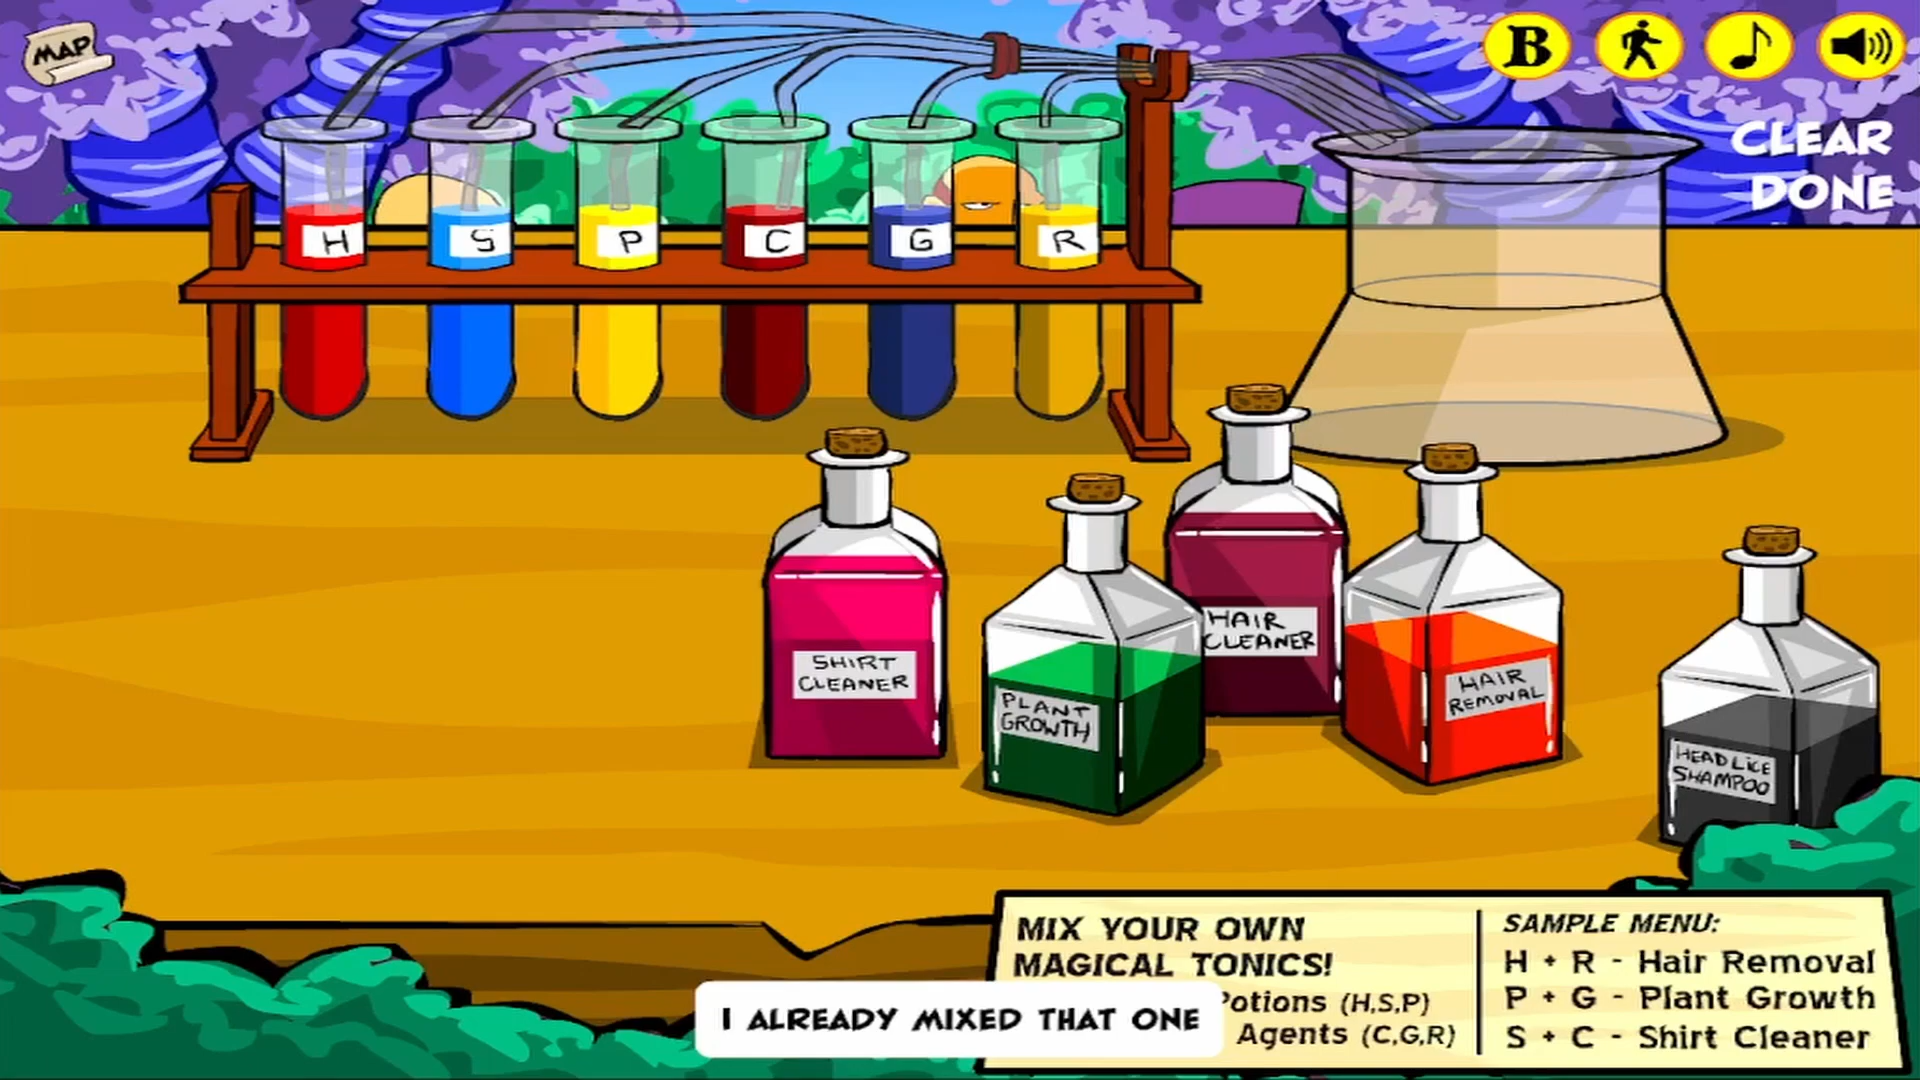 MAP
B
CLEAR
DONE
H
S
P
C
G
R
SHIRT
CLEANER
PLANT
GROWTH
HAIR
CLEANER
HAIR
REMOVAL
HEAD LICE
SHAMPOO
MIX YOUR OWN
MAGICAL TONICS!
Potions (H,S,P)
Agents (C,G,R)
SAMPLE MENU:
H + R - Hair Removal
P + G - Plant Growth
S + C - Shirt Cleaner
I ALREADY MIXED THAT ONE